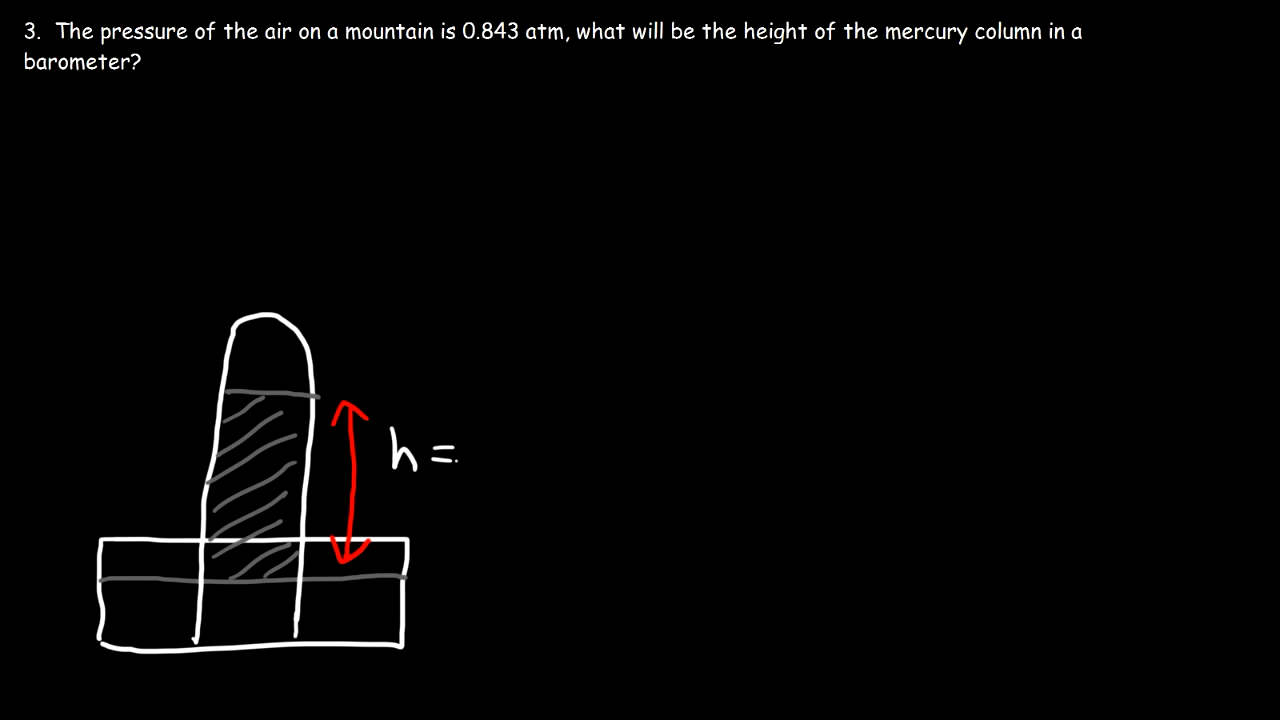 3. The pressure of the air on a mountain is 0.843 atm, what will be the height of the mercury column in a
barometer?
h =